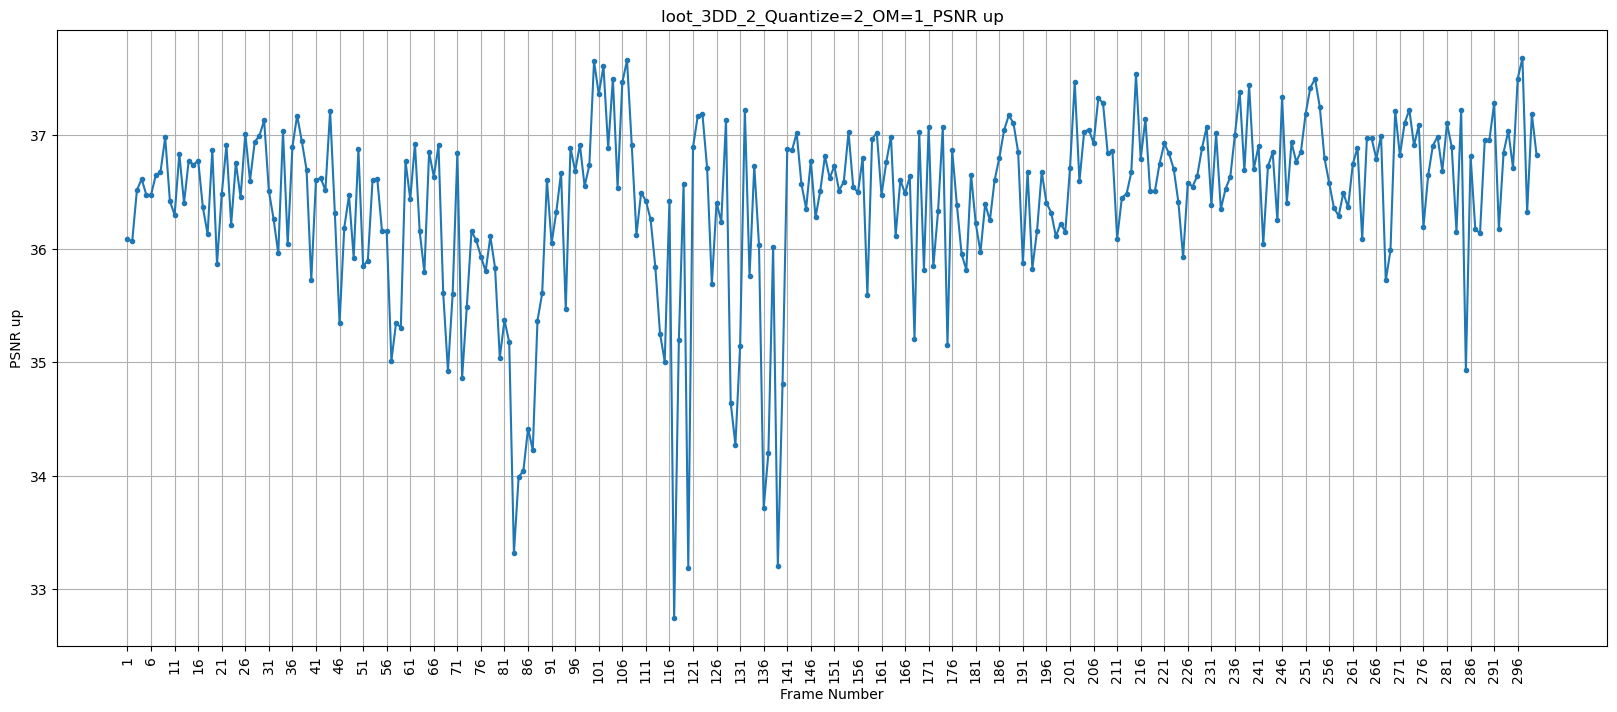 loot_3DD_2_Quantize=2_OM=1_PSNR up
PSNR up
37
36
35
34
33
1 6 11 16 21 26 31 36 41 46 51 56 61 66 71 76 81 86 91 96 101 106 111 116 121 126 131 136 141 146 151 156 161 166 171 176 181 186 191 196 201 206 211 216 221 226 231 236 241 246 251 256 261 266 271 276 281 286 291 296
Frame Number